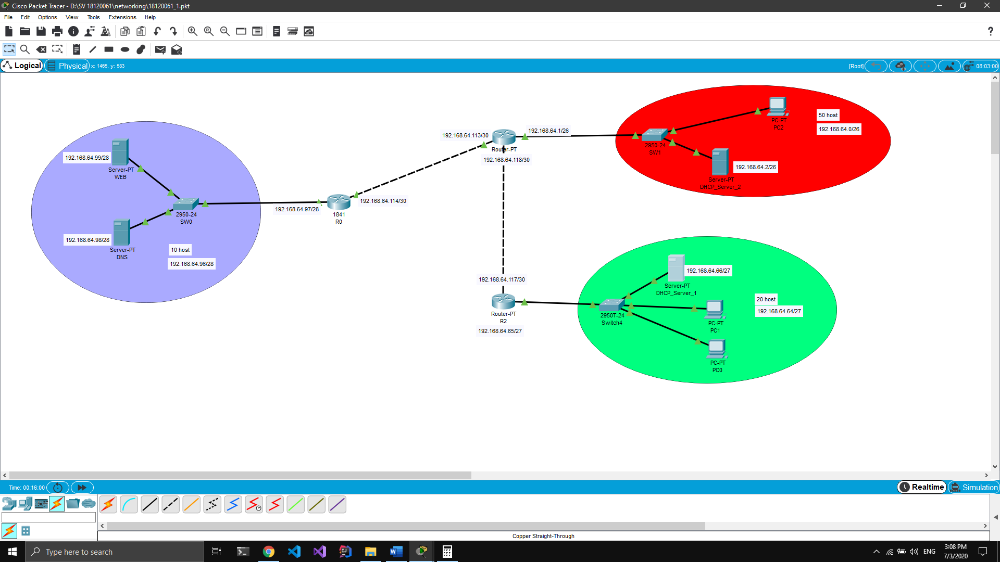 Cisco Packet Tracer - D:\SV 18120061\networking\18120061_1.pkt
File Edit Options View Tools Extensions Help
Logical Physical x: 1465, y: 583 [Root] 08:03:00
192.168.64.99/28
Server-PT
WEB
2950-24
SW0
192.168.64.98/28
Server-PT
DNS
10 host
192.168.64.96/28
192.168.64.97/28
1841
R0
192.168.64.114/30
192.168.64.113/30
Router-PT
192.168.64.118/30
192.168.64.1/26
2950-24
SW1
PC-PT
PC2
50 host
192.168.64.0/26
192.168.64.2/26
Server-PT
DHCP_Server_2
192.168.64.117/30
Router-PT
R2
192.168.64.65/27
2950T-24
Switch4
192.168.64.66/27
Server-PT
DHCP_Server_1
20 host
192.168.64.64/27
PC-PT
PC1
PC-PT
PC0
Time: 00:16:00 Realtime Simulation
Copper Straight-Through
Type here to search
ENG
3:08 PM
7/3/2020